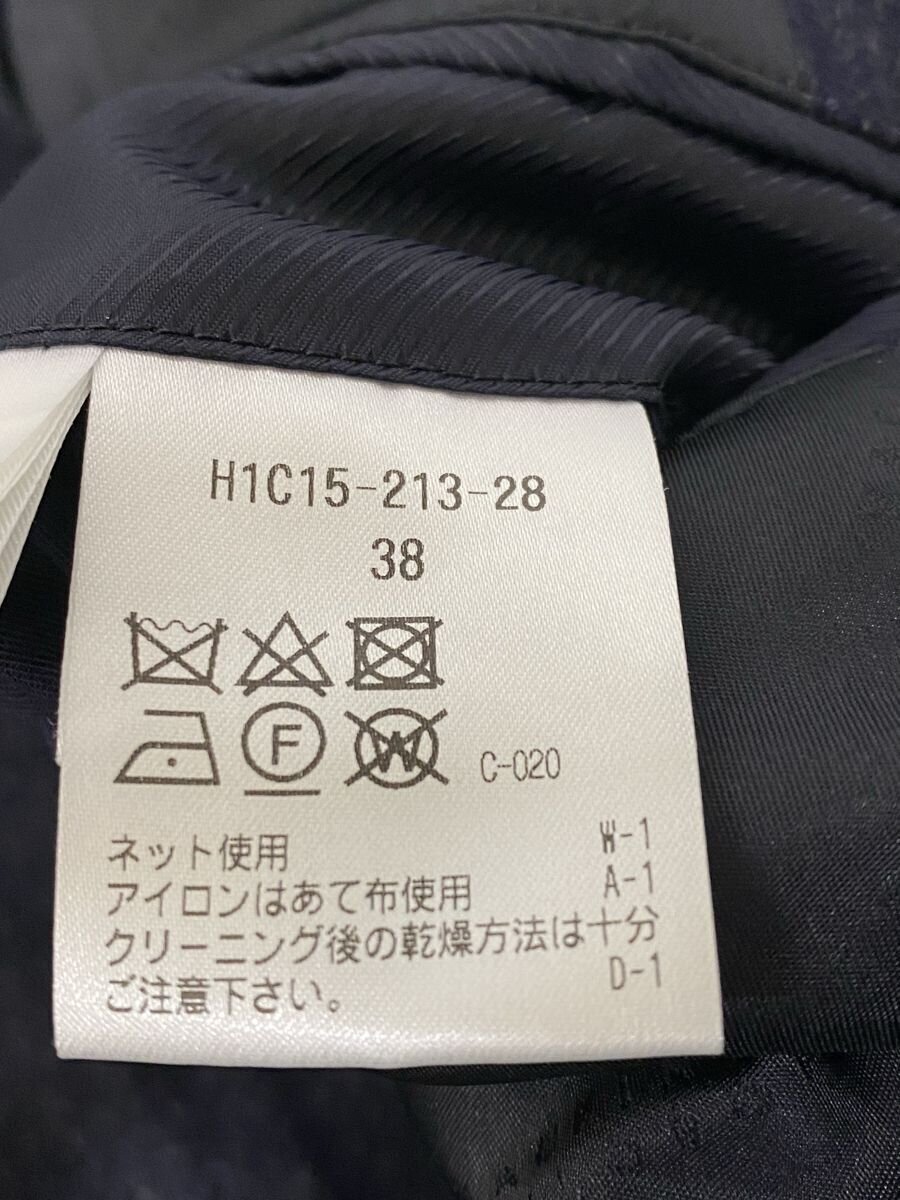 H1C15-213-28
38
F W C-020
ネット使用 W-1
アイロンはあて布使用 A-1
クリーニング後の乾燥方法は十分
ご注意下さい。 D-1